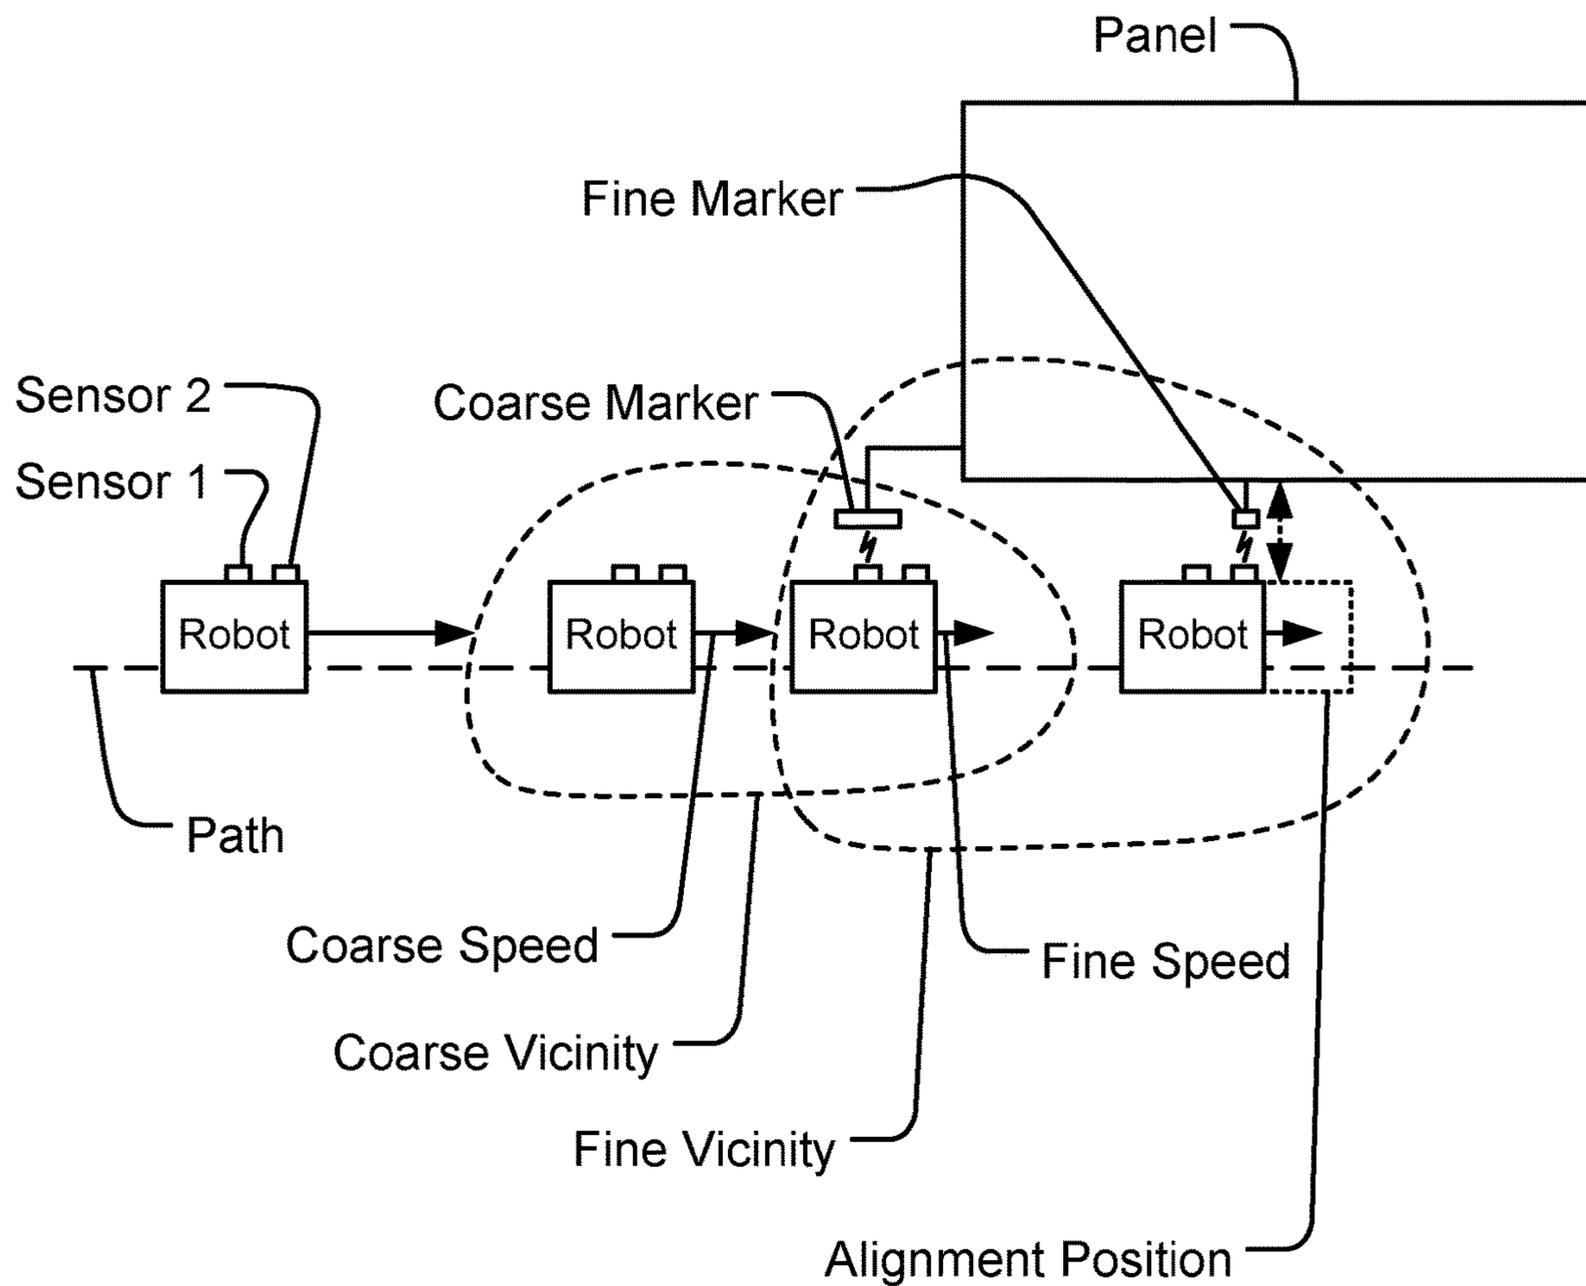 Panel
Fine Marker
Sensor 2
Coarse Marker
Sensor 1
Robot
Robot
Robot
Robot
Path
Coarse Speed
Fine Speed
Coarse Vicinity
Fine Vicinity
Alignment Position